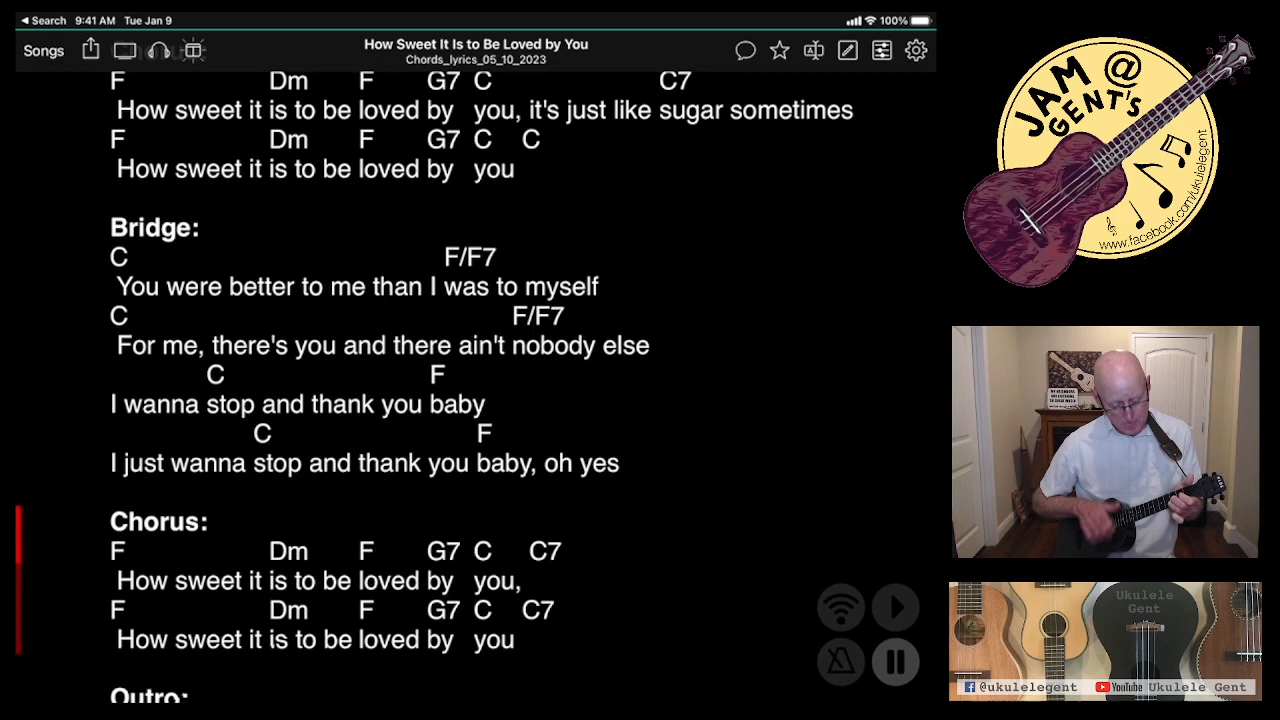 Search 9:41 AM Tue Jan 9 100%
Songs
How Sweet It Is to Be Loved by You
Chords_lyrics_05_10_2023
F Dm F G7 C C7
How sweet it is to be loved by you, it's just like sugar sometimes
F Dm F G7 C C
How sweet it is to be loved by you
Bridge:
C F/F7
You were better to me than I was to myself
C F/F7
For me, there's you and there ain't nobody else
C F
I wanna stop and thank you baby
C F
I just wanna stop and thank you baby, oh yes
Chorus:
F Dm F G7 C C7
How sweet it is to be loved by you,
F Dm F G7 C C7
How sweet it is to be loved by you
Outro:
JAM @
GENT'S
www.facebook.com/ukulelegent
Ukulele
Gent
@ukulelegent YouTube Ukulele Gent